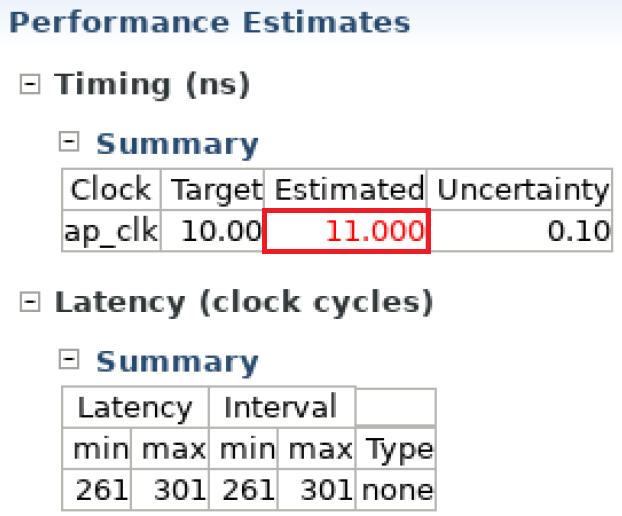 Performance Estimates
Timing (ns)
Summary
Clock Target Estimated Uncertainty
ap_clk 10.00 11.000 0.10
Latency (clock cycles)
Summary
Latency Interval
min max min max Type
261 301 261 301 none